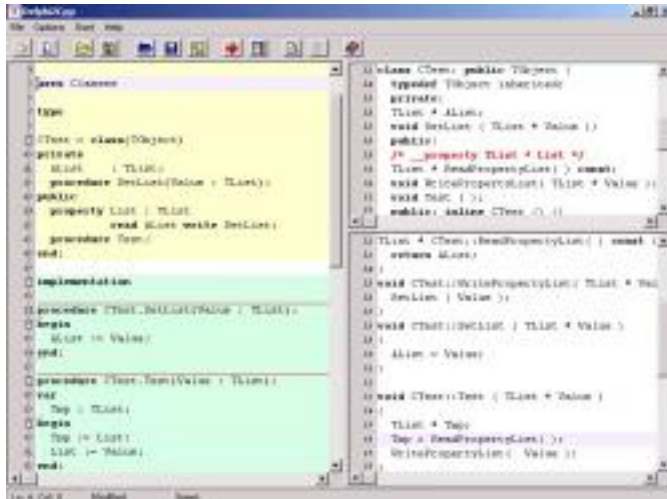 Delphi2Cpp
File Options Start Help
uses Classes
type
CTest = class(TObject)
private
AList : TList;
procedure SetList(Value : TList);
public
property List : TList
read AList write SetList;
procedure Test;
end;
implementation
procedure CTest.SetList(Value : TList);
begin
AList := Value;
end;
procedure CTest.Test(Value : TList);
var
Tmp : TList;
begin
Tmp := List;
List := Value;
end;
class CTest: public TObject {
typedef TObject inherited;
private:
TList * AList;
void SetList ( TList * Value );
public:
/* __property TList * List */
TList * ReadPropertyList( ) const;
void WritePropertyList( TList * Value );
void Test ( );
public: inline CTest () {}
TList * CTest::ReadPropertyList( ) const {
return AList;
}
void CTest::WritePropertyList( TList * Val
SetList ( Value );
}
void CTest::SetList ( TList * Value )
{
AList = Value;
}
void CTest::Test ( TList * Value )
{
TList * Tmp;
Tmp = ReadPropertyList( );
WritePropertyList( Value );
Modified Insert